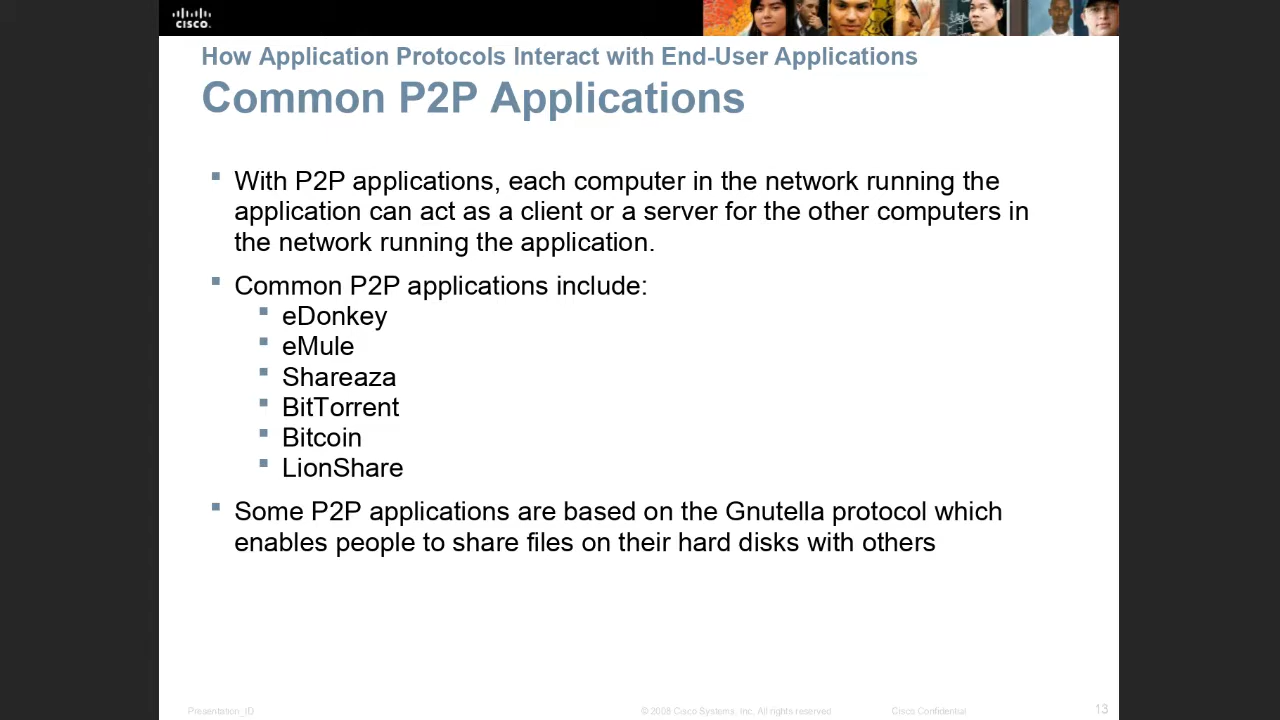 CISCO.
How Application Protocols Interact with End-User Applications
Common P2P Applications
With P2P applications, each computer in the network running the
application can act as a client or a server for the other computers in
the network running the application.
Common P2P applications include:
eDonkey
eMule
Shareaza
BitTorrent
Bitcoin
LionShare
Some P2P applications are based on the Gnutella protocol which
enables people to share files on their hard disks with others
Presentation_ID
© 2008 Cisco Systems, Inc. All rights reserved
Cisco Confidential
13